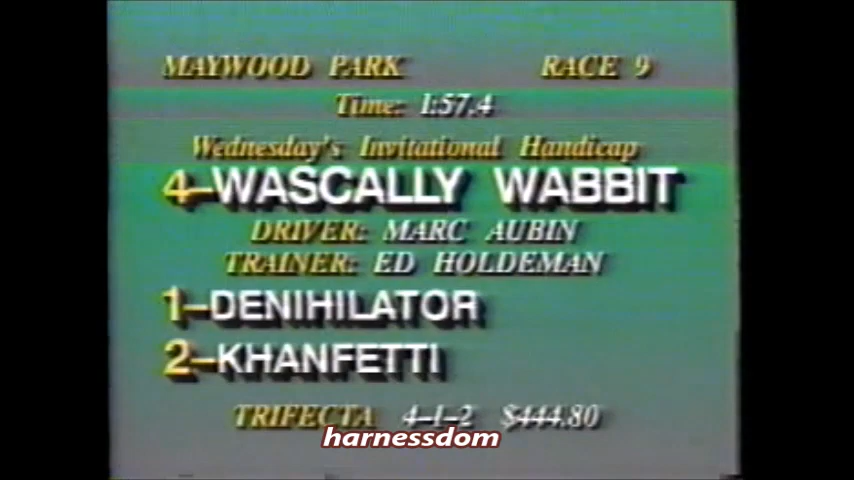 MAYWOOD PARK RACE 9
Time: 1:57.4
Wednesday's Invitational Handicap
4-WASCALLY WABBIT
DRIVER: MARC AUBIN
TRAINER: ED HOLDEMAN
1-DENIHILATOR
2-KHANFETTI
TRIFECTA 4-1-2 $444.80
harnessdom